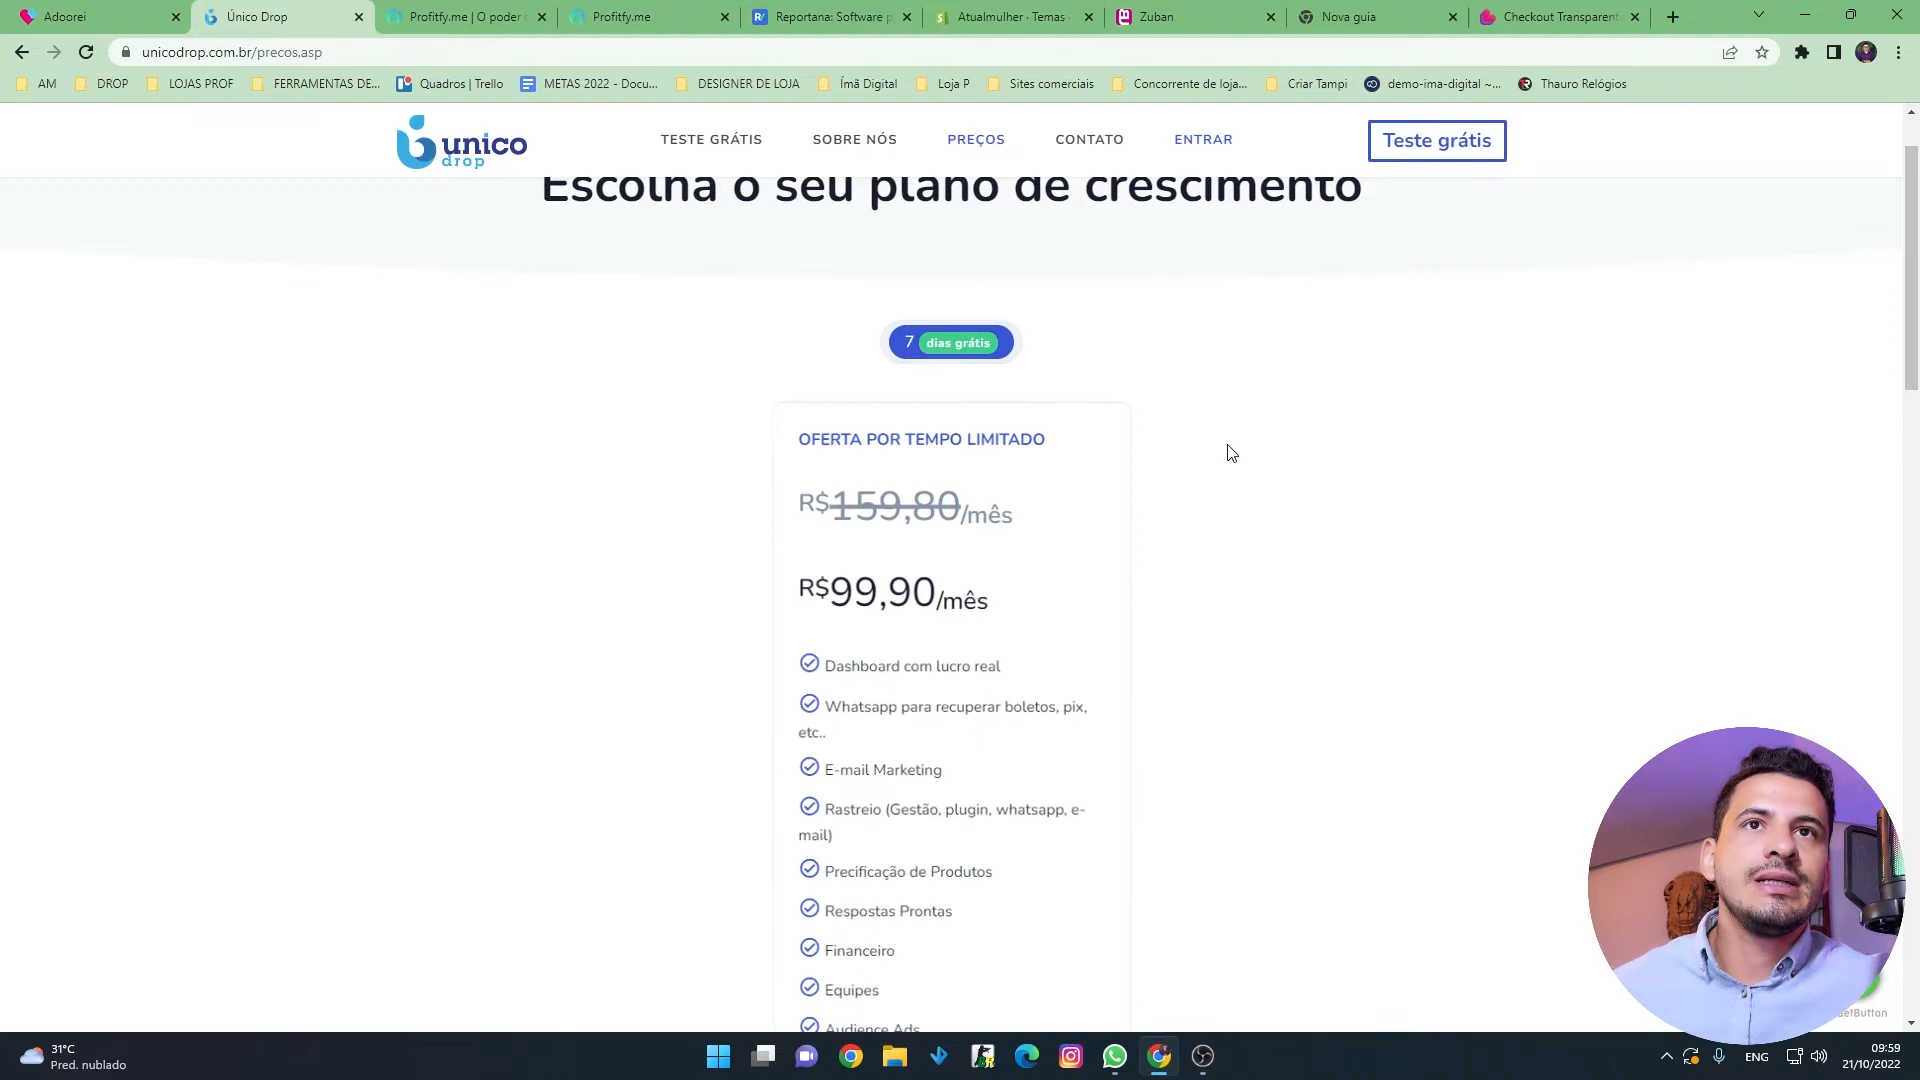 Adoorei
Único Drop
Profitfy.me | O poder
Profitfy.me
Reportana: Software p
Atualmulher · Temas ·
Zuban
Nova guia
Checkout Transparent
unicodrop.com.br/precos.asp
AM
DROP
LOJAS PROF
FERRAMENTAS DE...
Quadros | Trello
METAS 2022 - Docu...
DESIGNER DE LOJA
Ímã Digital
Loja P
Sites comerciais
Concorrente de loja...
Criar Tampi
demo-ima-digital ~...
Thauro Relógios
unico
drop
TESTE GRÁTIS
SOBRE NÓS
PREÇOS
CONTATO
ENTRAR
Teste grátis
Escolha o seu plano de crescimento
7 dias grátis
OFERTA POR TEMPO LIMITADO
R$159,80/mês
R$99,90/mês
Dashboard com lucro real
Whatsapp para recuperar boletos, pix,
etc..
E-mail Marketing
Rastreio (Gestão, plugin, whatsapp, e-
mail)
Precificação de Produtos
Respostas Prontas
Financeiro
Equipes
Audience Ads
etButton
31°C
Pred. nublado
ENG
09:59
21/10/2022